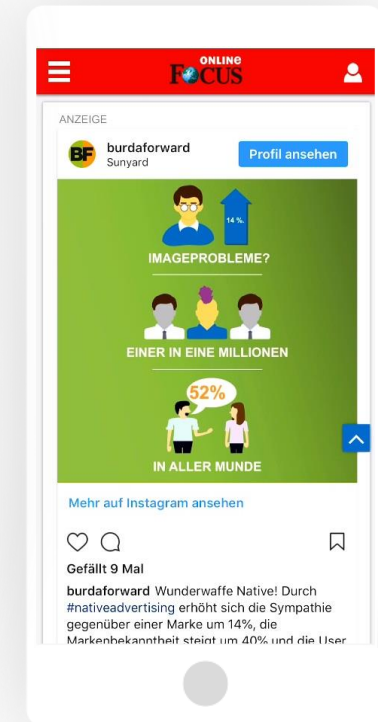 ONLINE
FOCUS
ANZEIGE
BF
burdaforward
Sunyard
Profil ansehen
14 %.
IMAGEPROBLEME?
EINER IN EINE MILLIONEN
52%
IN ALLER MUNDE
Mehr auf Instagram ansehen
Gefällt 9 Mal
burdaforward Wunderwaffe Native! Durch
#nativeadvertising erhöht sich die Sympathie
gegenüber einer Marke um 14%, die
Markenbekanntheit steigt um 40% und die User